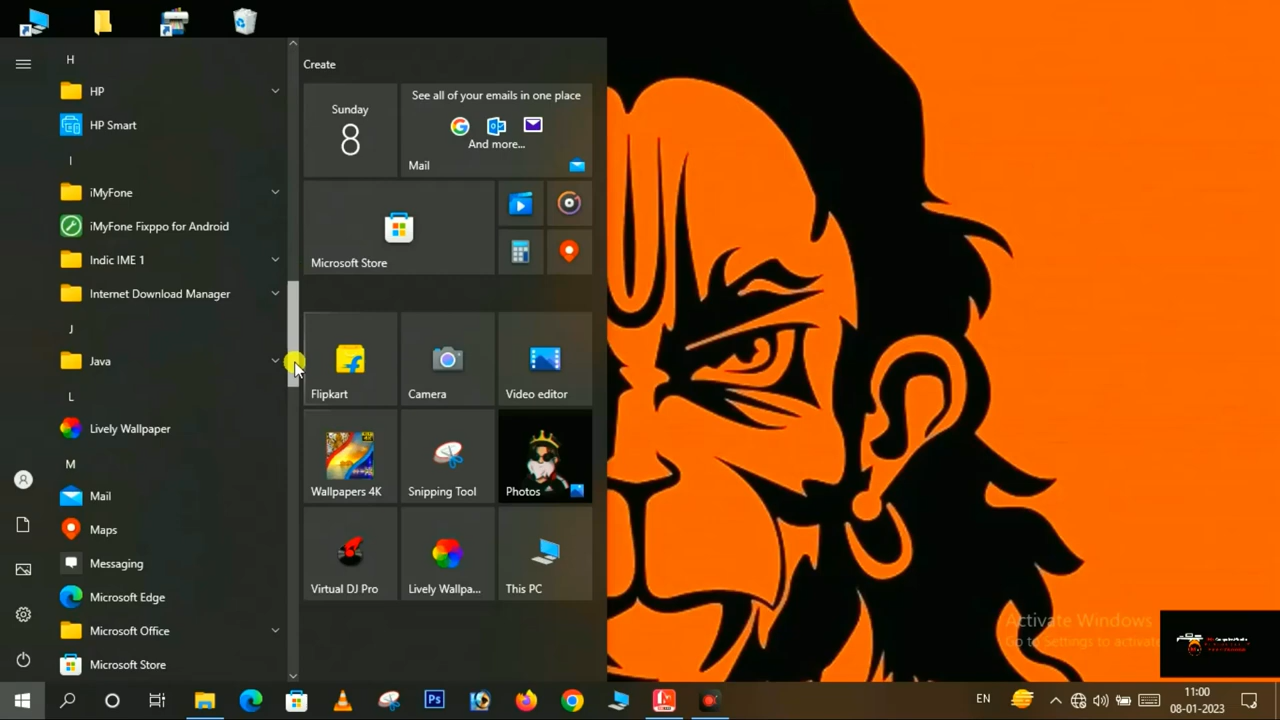 H
HP
HP Smart
I
iMyFone
iMyFone Fixppo for Android
Indic IME 1
Internet Download Manager
J
Java
L
Lively Wallpaper
M
Mail
Maps
Messaging
Microsoft Edge
Microsoft Office
Microsoft Store
Create
Sunday
8
See all of your emails in one place
And more...
Mail
Microsoft Store
Flipkart
Camera
Video editor
Wallpapers 4K
Snipping Tool
Photos
Virtual DJ Pro
Lively Wallpa...
This PC
Activate Windows
Go to Settings to activate
Ps
EN
11:00
08-01-2023